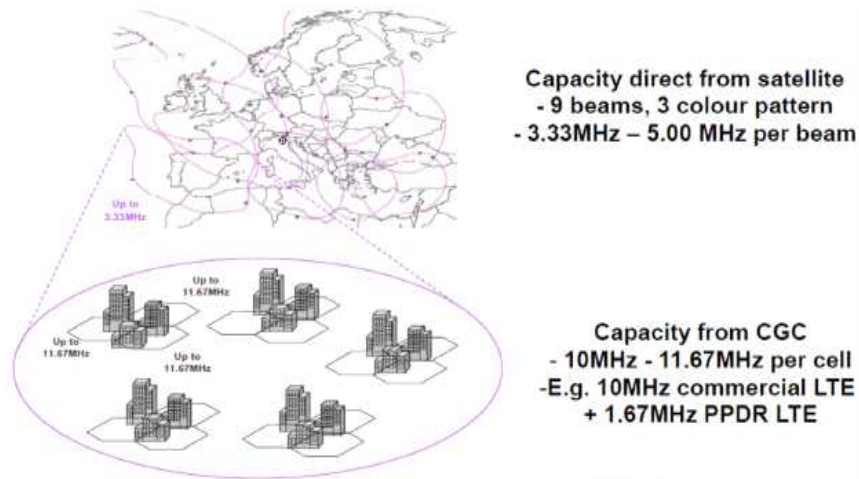 Capacity direct from satellite
- 9 beams, 3 colour pattern
- 3.33MHz – 5.00 MHz per beam
Up to
3.33MHz
Up to
11.67MHz
Up to
11.67MHz
Up to
11.67MHz
Capacity from CGC
- 10MHz - 11.67MHz per cell
-E.g. 10MHz commercial LTE
+ 1.67MHz PPDR LTE